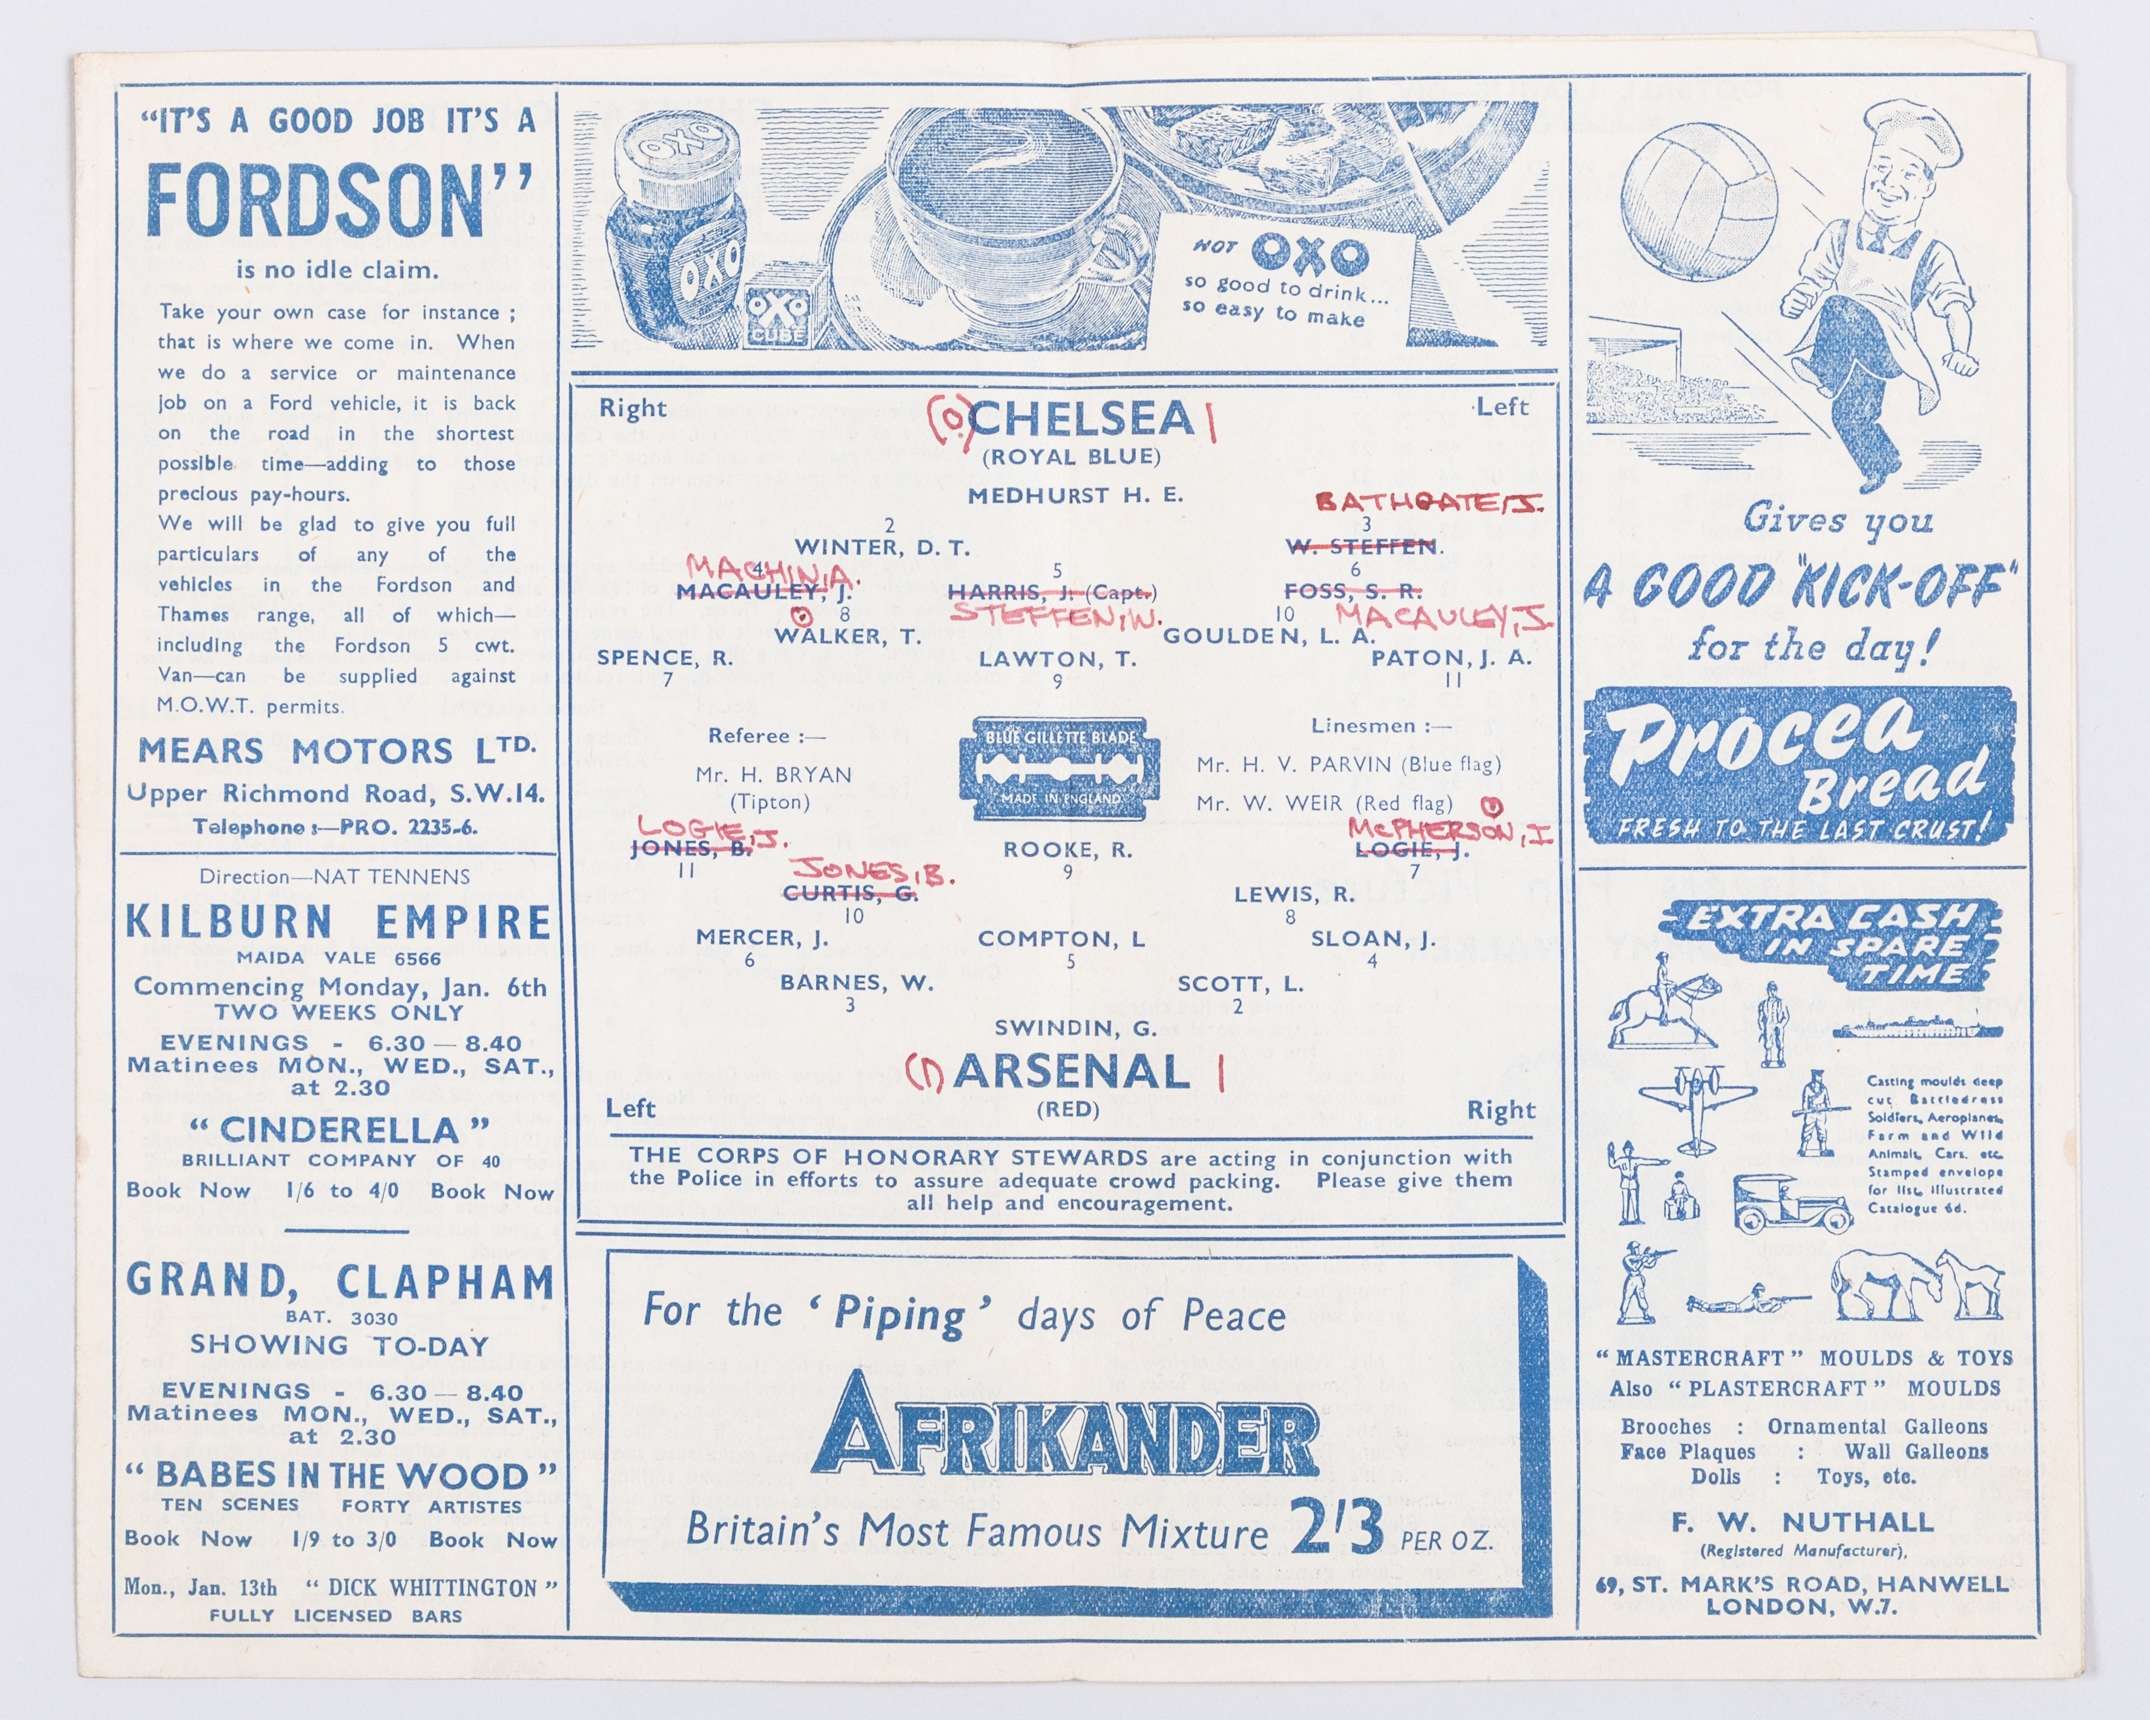 “IT'S A GOOD JOB IT'S A
FORDSON”
is no idle claim.
Take your own case for instance ;
that is where we come in. When
we do a service or maintenance
job on a Ford vehicle, it is back
on the road in the shortest
possible time—adding to those
precious pay-hours.
We will be glad to give you full
particulars of any of the
vehicles in the Fordson and
Thames range, all of which—
including the Fordson 5 cwt.
Van—can be supplied against
M.O.W.T. permits.
MEARS MOTORS LTD.
Upper Richmond Road, S.W.14.
Telephone :—PRO. 2235-6.
Direction—NAT TENNENS
KILBURN EMPIRE
MAIDA VALE 6566
Commencing Monday, Jan. 6th
TWO WEEKS ONLY
EVENINGS - 6.30—8.40
Matinees MON., WED., SAT.,
at 2.30
“ CINDERELLA ”
BRILLIANT COMPANY OF 40
Book Now 1/6 to 4/0 Book Now
GRAND, CLAPHAM
BAT. 3030
SHOWING TO-DAY
EVENINGS - 6.30—8.40
Matinees MON., WED., SAT.,
at 2.30
“ BABES IN THE WOOD ”
TEN SCENES FORTY ARTISTES
Book Now 1/9 to 3/0 Book Now
Mon., Jan. 13th “ DICK WHITTINGTON ”
FULLY LICENSED BARS
OXO
OXO
OXO
CUBE
HOT OXO
so good to drink...
so easy to make
Right (0) CHELSEA 1 Left
(ROYAL BLUE)
MEDHURST H. E. BATHGATE, J.
2 3
WINTER, D. T. W. STEFFEN.
MACHIN, A.
4 5 6
MACAULEY, J. HARRIS, J. (Capt.) FOSS, S. R.
STEFFEN, W. MACAULEY, J.
8 10
WALKER, T. GOULDEN, L. A.
SPENCE, R. LAWTON, T. PATON, J. A.
7 9 11
Referee :—
Mr. H. BRYAN
(Tipton)
BLUE GILLETTE BLADE
MADE IN ENGLAND
Linesmen :—
Mr. H. V. PARVIN (Blue flag)
Mr. W. WEIR (Red flag)
LOGIE, J. McPHERSON, I
JONES, B. ROOKE, R. LOGIE, J.
11 9 7
JONES, B.
CURTIS, G. LEWIS, R.
10 8
MERCER, J. COMPTON, L SLOAN, J.
6 5 4
BARNES, W. SCOTT, L.
3 2
SWINDIN, G.
(1) ARSENAL 1
Left (RED) Right
THE CORPS OF HONORARY STEWARDS are acting in conjunction with
the Police in efforts to assure adequate crowd packing. Please give them
all help and encouragement.
For the ‘ Piping ’ days of Peace
AFRIKANDER
Britain's Most Famous Mixture 2'3 PER OZ.
Gives you
A GOOD "KICK-OFF"
for the day!
Procea
Bread
FRESH TO THE LAST CRUST!
EXTRA CASH
IN SPARE
TIME
Casting moulds deep
cut Battledress
Soldiers, Aeroplanes,
Farm and Wild
Animals, Cars, etc.
Stamped envelope
for list, Illustrated
Catalogue 6d.
“ MASTERCRAFT ” MOULDS & TOYS
Also “ PLASTERCRAFT ” MOULDS
Brooches : Ornamental Galleons
Face Plaques : Wall Galleons
Dolls : Toys, etc.
F. W. NUTHALL
(Registered Manufacturer),
69, ST. MARK'S ROAD, HANWELL
LONDON, W.7.